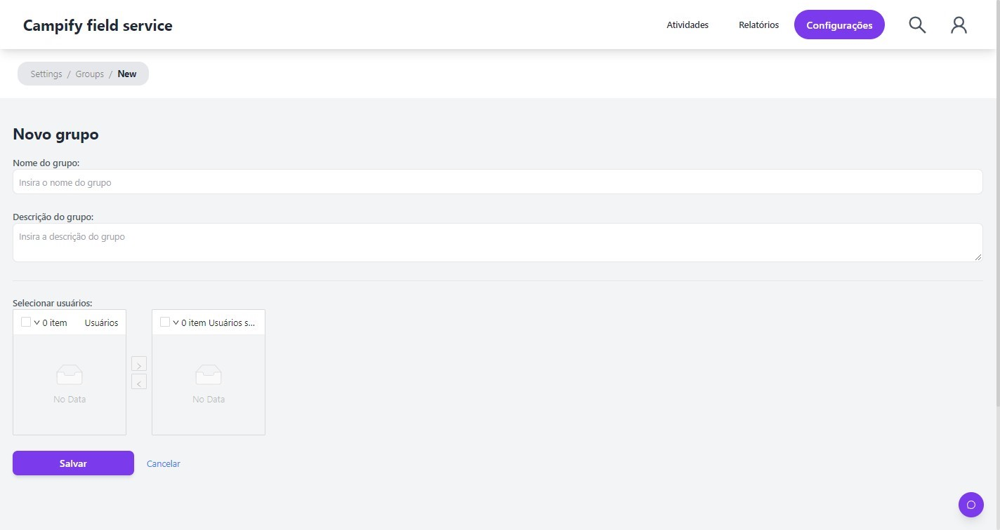 Campify field service
Atividades
Relatórios
Configurações
Settings / Groups / New
Novo grupo
Nome do grupo:
Insira o nome do grupo
Descrição do grupo:
Insira a descrição do grupo
Selecionar usuários:
0 item Usuários
No Data
>
<
0 item Usuários s...
No Data
Salvar
Cancelar